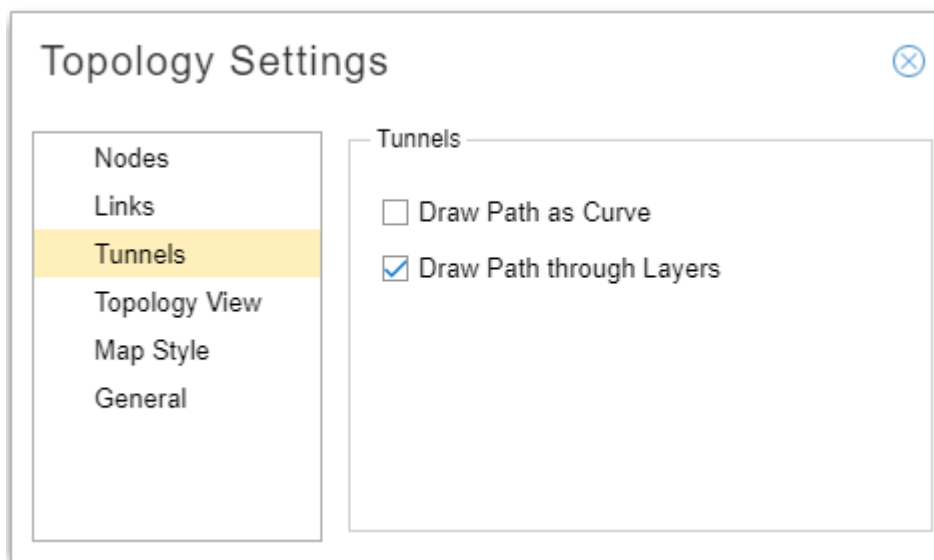 Topology Settings
Nodes
Links
Tunnels
Topology View
Map Style
General
Tunnels
Draw Path as Curve
Draw Path through Layers